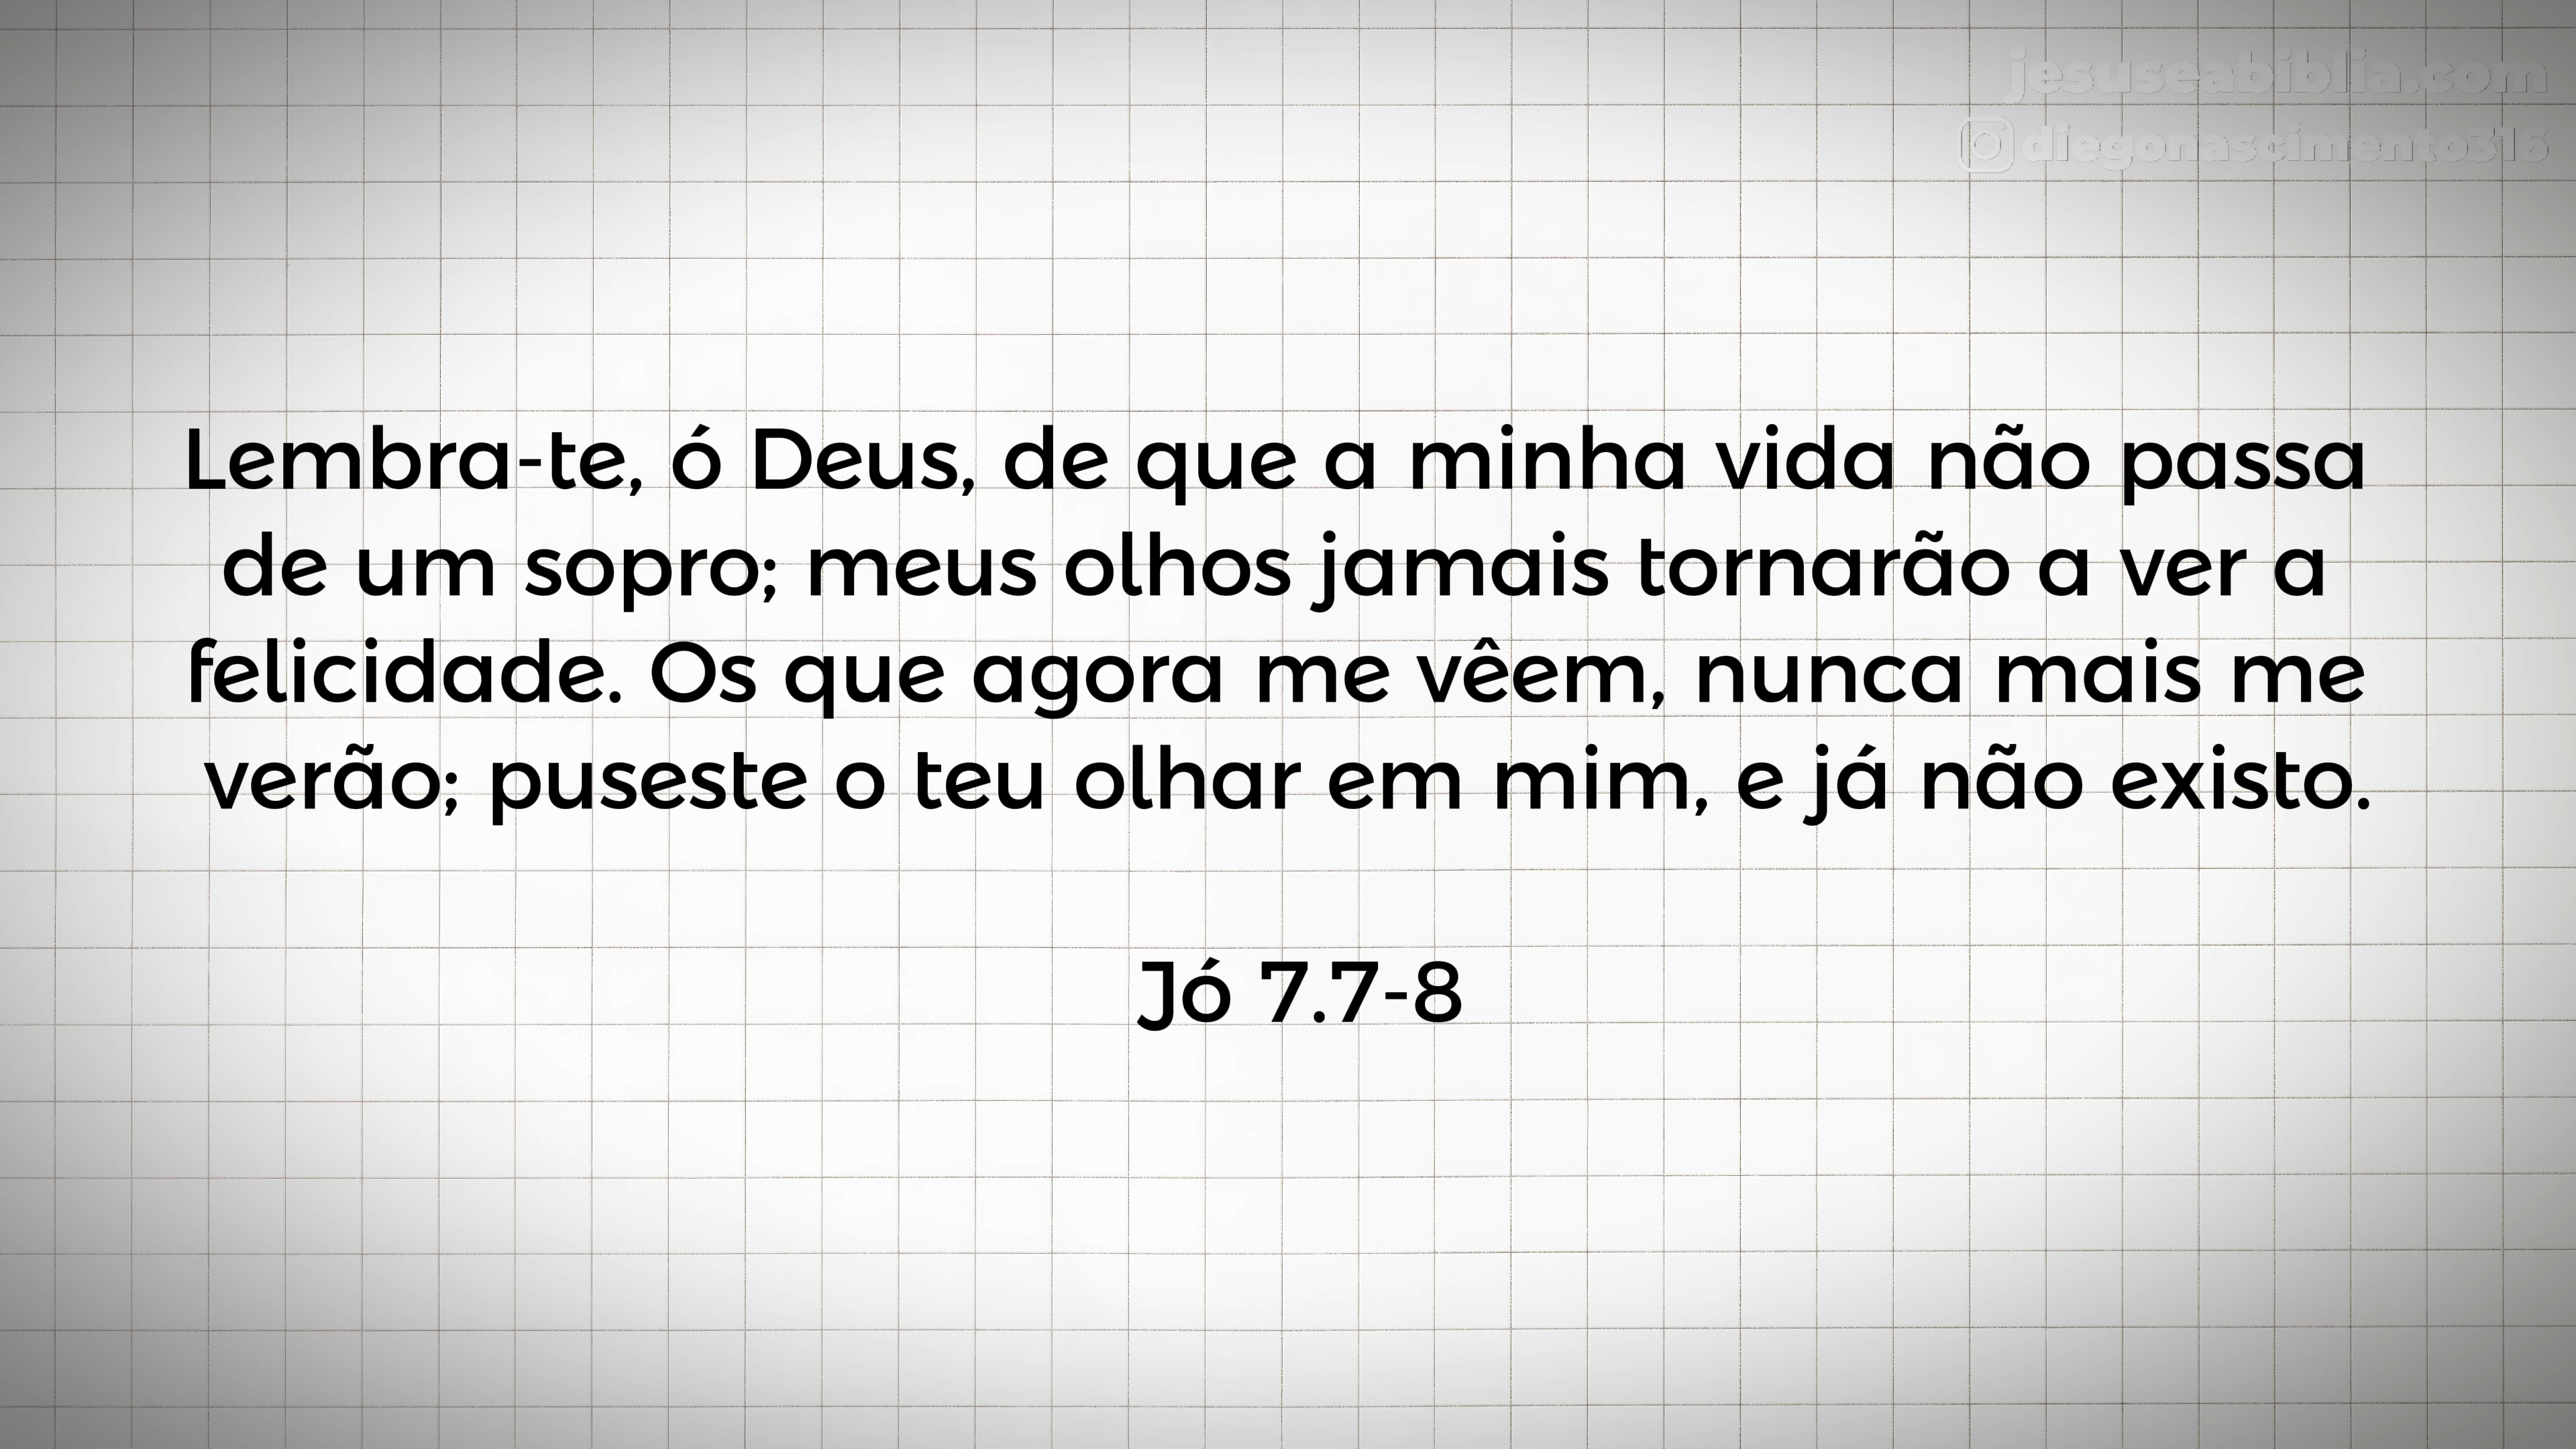 jesuseabiblia.com
diegonascimento316
Lembra-te, ó Deus, de que a minha vida não passa
de um sopro; meus olhos jamais tornarão a ver a
felicidade. Os que agora me vêem, nunca mais me
verão; puseste o teu olhar em mim, e já não existo.
Jó 7.7-8